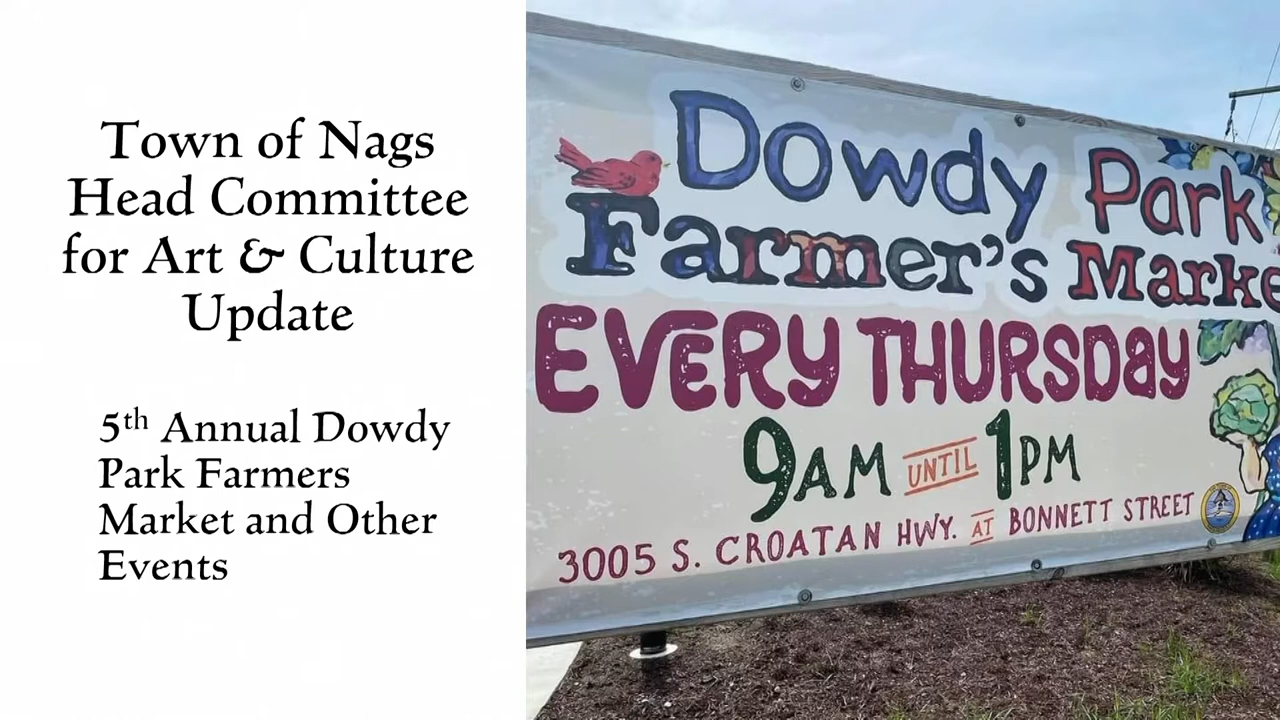 Town of Nags
Head Committee
for Art & Culture
Update
5th Annual Dowdy
Park Farmers
Market and Other
Events
Dowdy Park
Farmer's Marke
EVERY THURSDAY
9AM UNTIL 1PM
3005 S. CROATAN HWY. AT BONNETT STREET